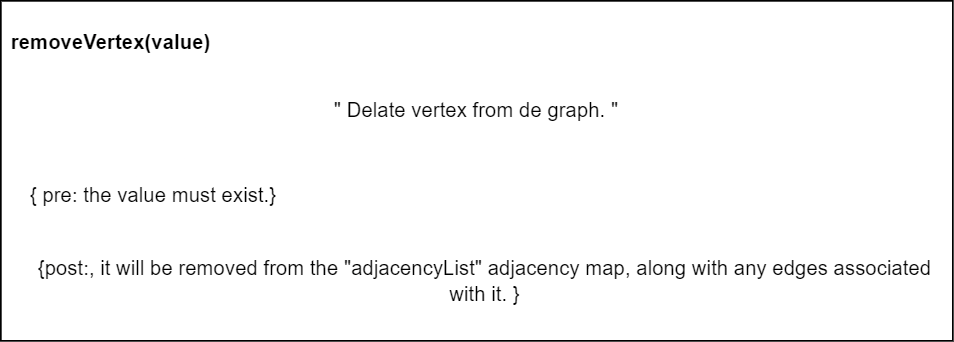 removeVertex(value)
" Delate vertex from de graph. "
{ pre: the value must exist.}
{post:, it will be removed from the "adjacencyList" adjacency map, along with any edges associated
with it. }